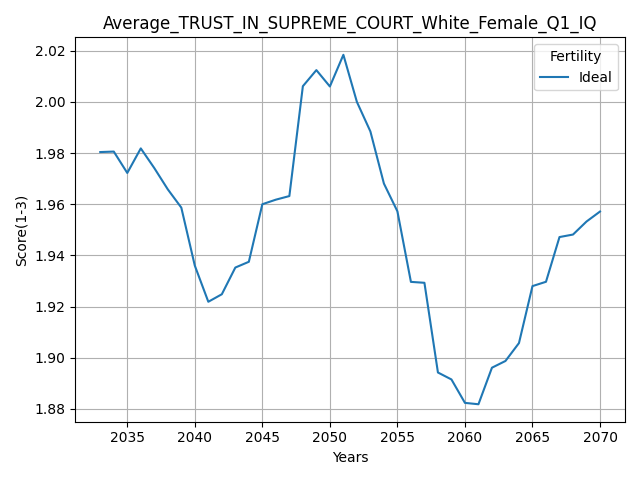 Average_TRUST_IN_SUPREME_COURT_White_Female_Q1_IQ
Fertility
Ideal
Score(1-3)
2.02
2.00
1.98
1.96
1.94
1.92
1.90
1.88
2035 2040 2045 2050 2055 2060 2065 2070
Years